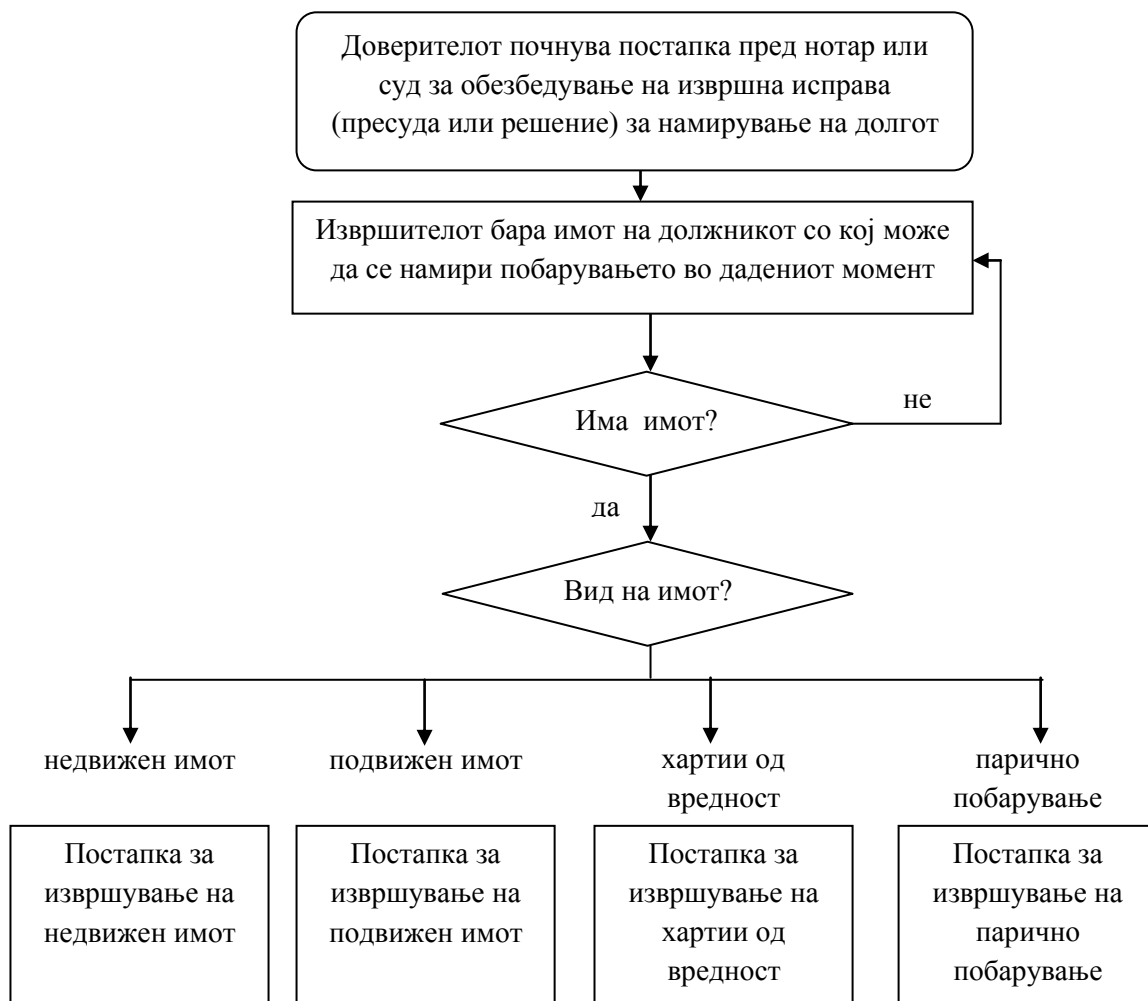 Доверителот почнува постапка пред нотар или
суд за обезбедување на извршна исправа
(пресуда или решение) за намирување на долгот
Извршителот бара имот на должникот со кој може
да се намири побарувањето во дадениот момент
Има имот?
не
да
Вид на имот?
недвижен имот
подвижен имот
хартии од
вредност
парично
побарување
Постапка за
извршување на
недвижен имот
Постапка за
извршување на
подвижен имот
Постапка за
извршување на
хартии од
вредност
Постапка за
извршување на
парично
побарување